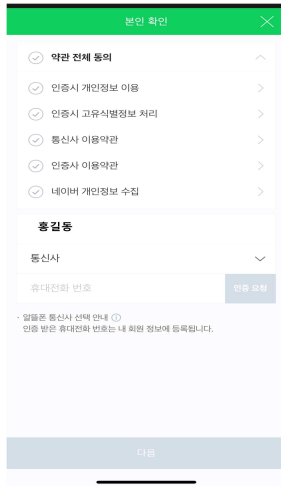 본인 확인
약관 전체 동의
인증시 개인정보 이용
인증시 고유식별정보 처리
통신사 이용약관
인증사 이용약관
네이버 개인정보 수집
홍길동
통신사
휴대전화 번호
인증 요청
· 알뜰폰 통신사 선택 안내 ⓘ
인증 받은 휴대전화 번호는 내 회원 정보에 등록됩니다.
다음